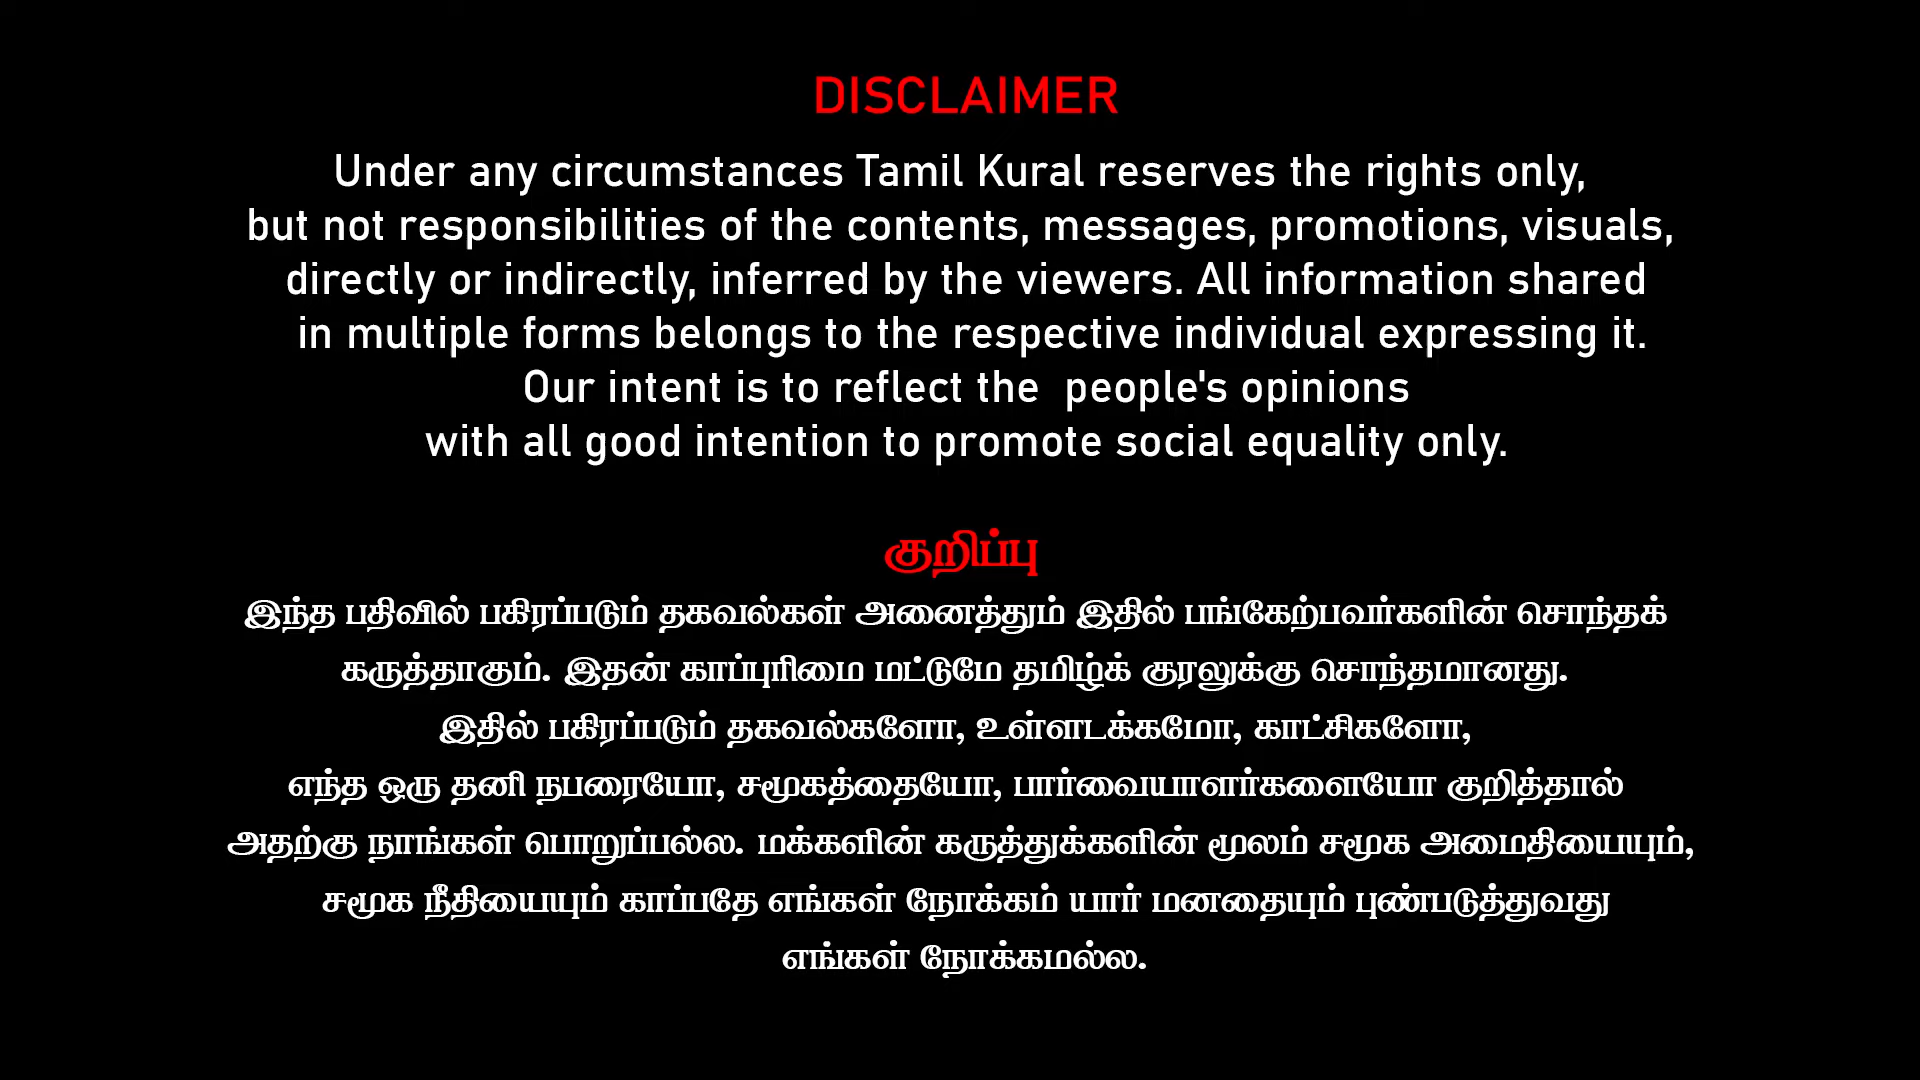 DISCLAIMER
Under any circumstances Tamil Kural reserves the rights only,
but not responsibilities of the contents, messages, promotions, visuals,
directly or indirectly, inferred by the viewers. All information shared
in multiple forms belongs to the respective individual expressing it.
Our intent is to reflect the  people's opinions
with all good intention to promote social equality only.
குறிப்பு
இந்த பதிவில் பகிரப்படும் தகவல்கள் அனைத்தும் இதில் பங்கேற்பவர்களின் சொந்தக்
கருத்தாகும். இதன் காப்புரிமை மட்டுமே தமிழ்க் குரலுக்கு சொந்தமானது.
இதில் பகிரப்படும் தகவல்களோ, உள்ளடக்கமோ, காட்சிகளோ,
எந்த ஒரு தனி நபரையோ, சமூகத்தையோ, பார்வையாளர்களையோ குறித்தால்
அதற்கு நாங்கள் பொறுப்பல்ல. மக்களின் கருத்துக்களின் மூலம் சமூக அமைதியையும்,
சமூக நீதியையும் காப்பதே எங்கள் நோக்கம் யார் மனதையும் புண்படுத்துவது
எங்கள் நோக்கமல்ல.